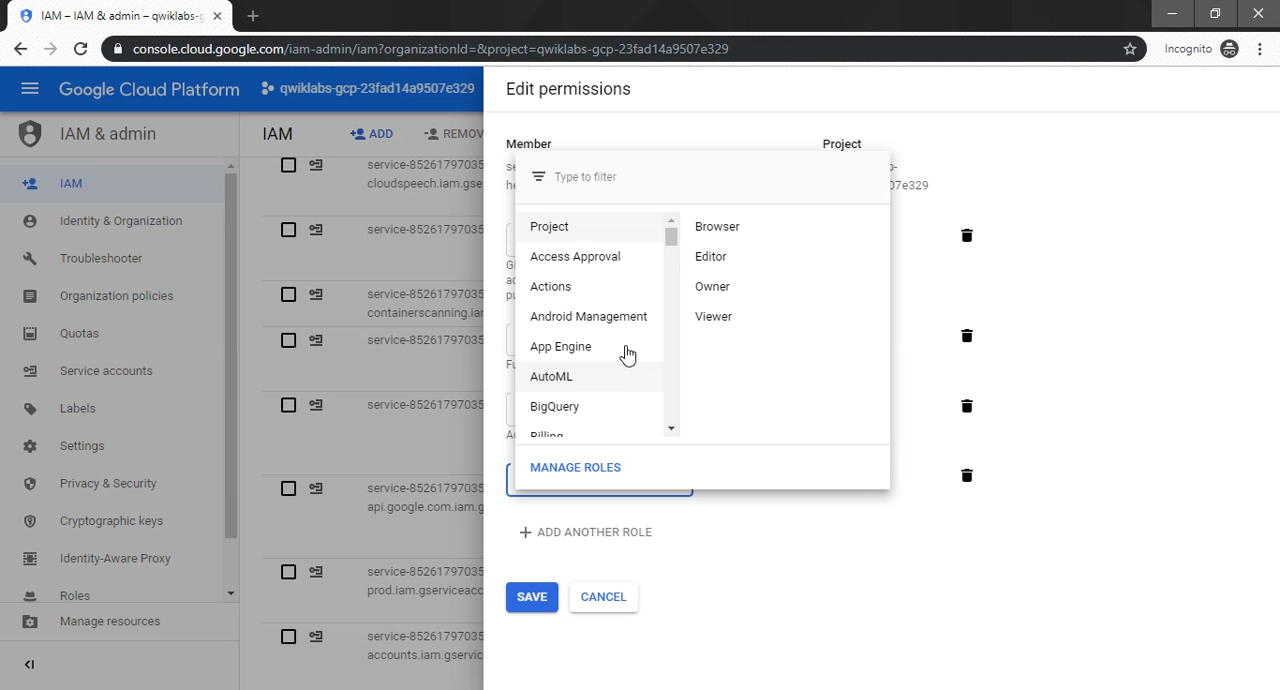 IAM – IAM & admin – qwiklabs-g
console.cloud.google.com/iam-admin/iam?organizationId=&project=qwiklabs-gcp-23fad14a9507e329
Incognito
Google Cloud Platform
qwiklabs-gcp-23fad14a9507e329
IAM & admin
IAM
Identity & Organization
Troubleshooter
Organization policies
Quotas
Service accounts
Labels
Settings
Privacy & Security
Cryptographic keys
Identity-Aware Proxy
Roles
Manage resources
IAM
ADD
REMOV
service-85261797035
cloudspeech.iam.gse
service-85261797035
service-85261797035
containerscanning.iar
service-85261797035
service-85261797035
service-85261797035
api.google.com.iam.g
service-85261797035
prod.iam.gserviceacc
service-85261797035
accounts.iam.gservic
Edit permissions
Member
Project
7e329
Type to filter
Project
Access Approval
Actions
Android Management
App Engine
AutoML
BigQuery
Billing
Browser
Editor
Owner
Viewer
MANAGE ROLES
ADD ANOTHER ROLE
SAVE
CANCEL